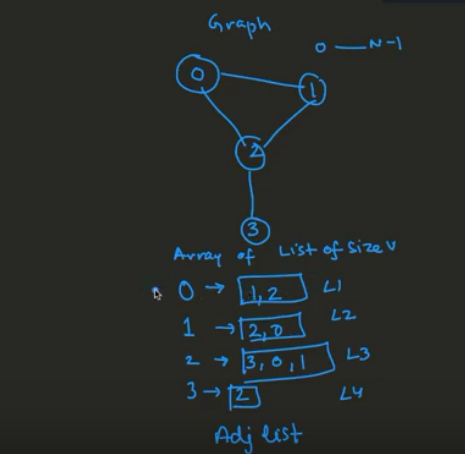 Graph
0 — N-1
0
1
2
3
Array of List of size V
0 → 1,2 L1
1 → 2,0 L2
2 → 3,0,1 L3
3 → 2 L4
Adj list